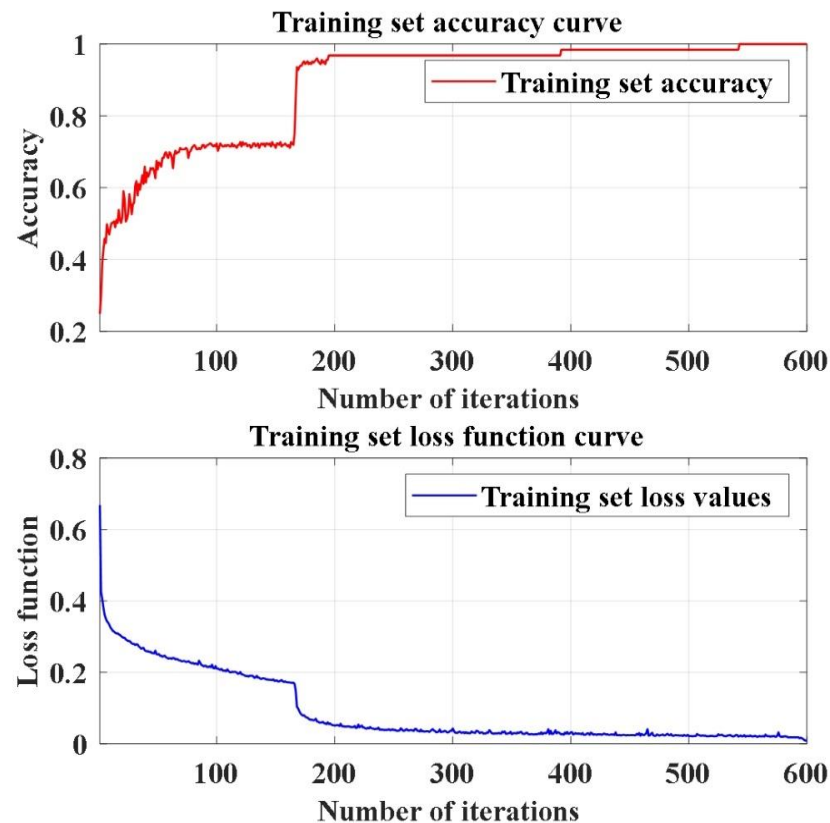 Training set accuracy curve
1
Training set accuracy
0.8
0.6
0.4
0.2
Accuracy
100 200 300 400 500 600
Number of iterations
Training set loss function curve
0.8
Training set loss values
0.6
0.4
0.2
0
Loss function
100 200 300 400 500 600
Number of iterations